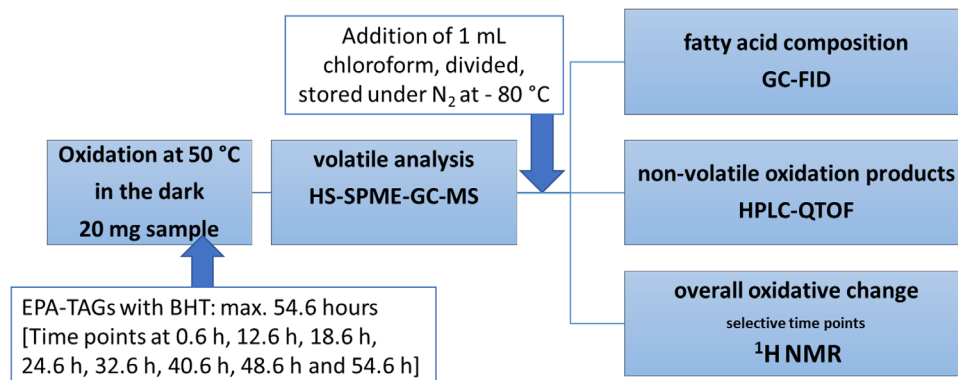 Addition of 1 mL
chloroform, divided,
stored under N₂ at - 80 °C
fatty acid composition
GC-FID
Oxidation at 50 °C
in the dark
20 mg sample
volatile analysis
HS-SPME-GC-MS
non-volatile oxidation products
HPLC-QTOF
EPA-TAGs with BHT: max. 54.6 hours
[Time points at 0.6 h, 12.6 h, 18.6 h,
24.6 h, 32.6 h, 40.6 h, 48.6 h and 54.6 h]
overall oxidative change
selective time points
¹H NMR